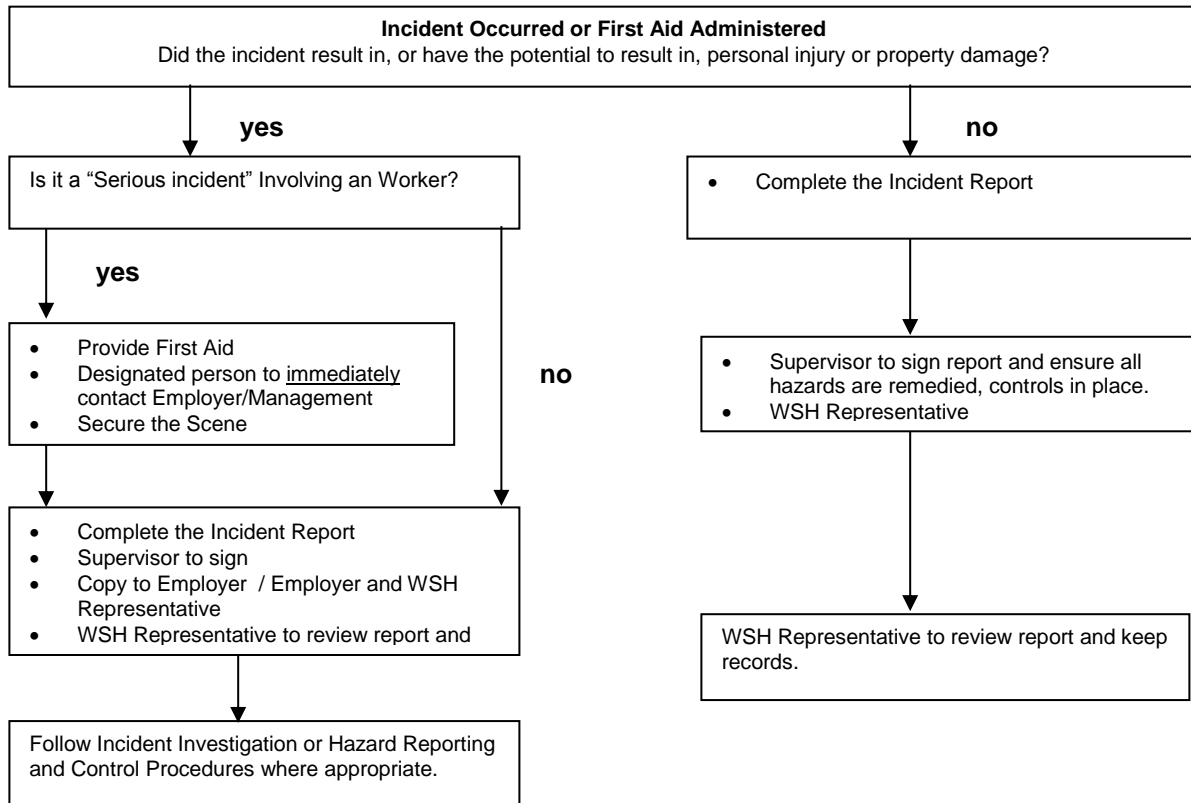 Incident Occurred or First Aid Administered
Did the incident result in, or have the potential to result in, personal injury or property damage?
yes
no
Is it a “Serious incident” Involving an Worker?
• Complete the Incident Report
yes
• Provide First Aid
• Designated person to immediately
contact Employer/Management
• Secure the Scene
no
• Supervisor to sign report and ensure all
hazards are remedied, controls in place.
• WSH Representative
• Complete the Incident Report
• Supervisor to sign
• Copy to Employer / Employer and WSH
Representative
• WSH Representative to review report and
WSH Representative to review report and keep
records.
Follow Incident Investigation or Hazard Reporting
and Control Procedures where appropriate.